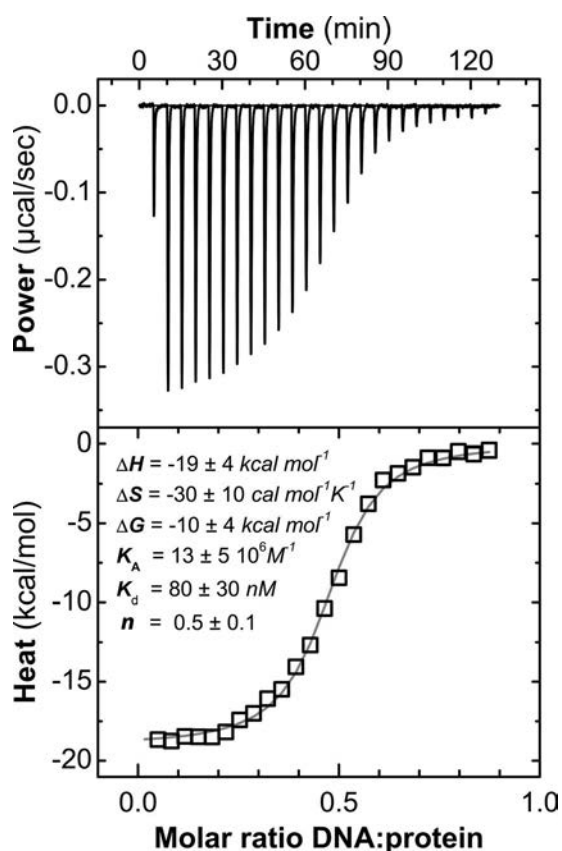 Time (min)
0 30 60 90 120
0.0
-0.1
-0.2
-0.3
Power (µcal/sec)
0
-5
-10
-15
-20
Heat (kcal/mol)
ΔH = -19 ± 4 kcal mol⁻¹
ΔS = -30 ± 10 cal mol⁻¹K⁻¹
ΔG = -10 ± 4 kcal mol⁻¹
K_A = 13 ± 5 10⁶M⁻¹
K_d = 80 ± 30 nM
n = 0.5 ± 0.1
0.0 0.5 1.0
Molar ratio DNA:protein